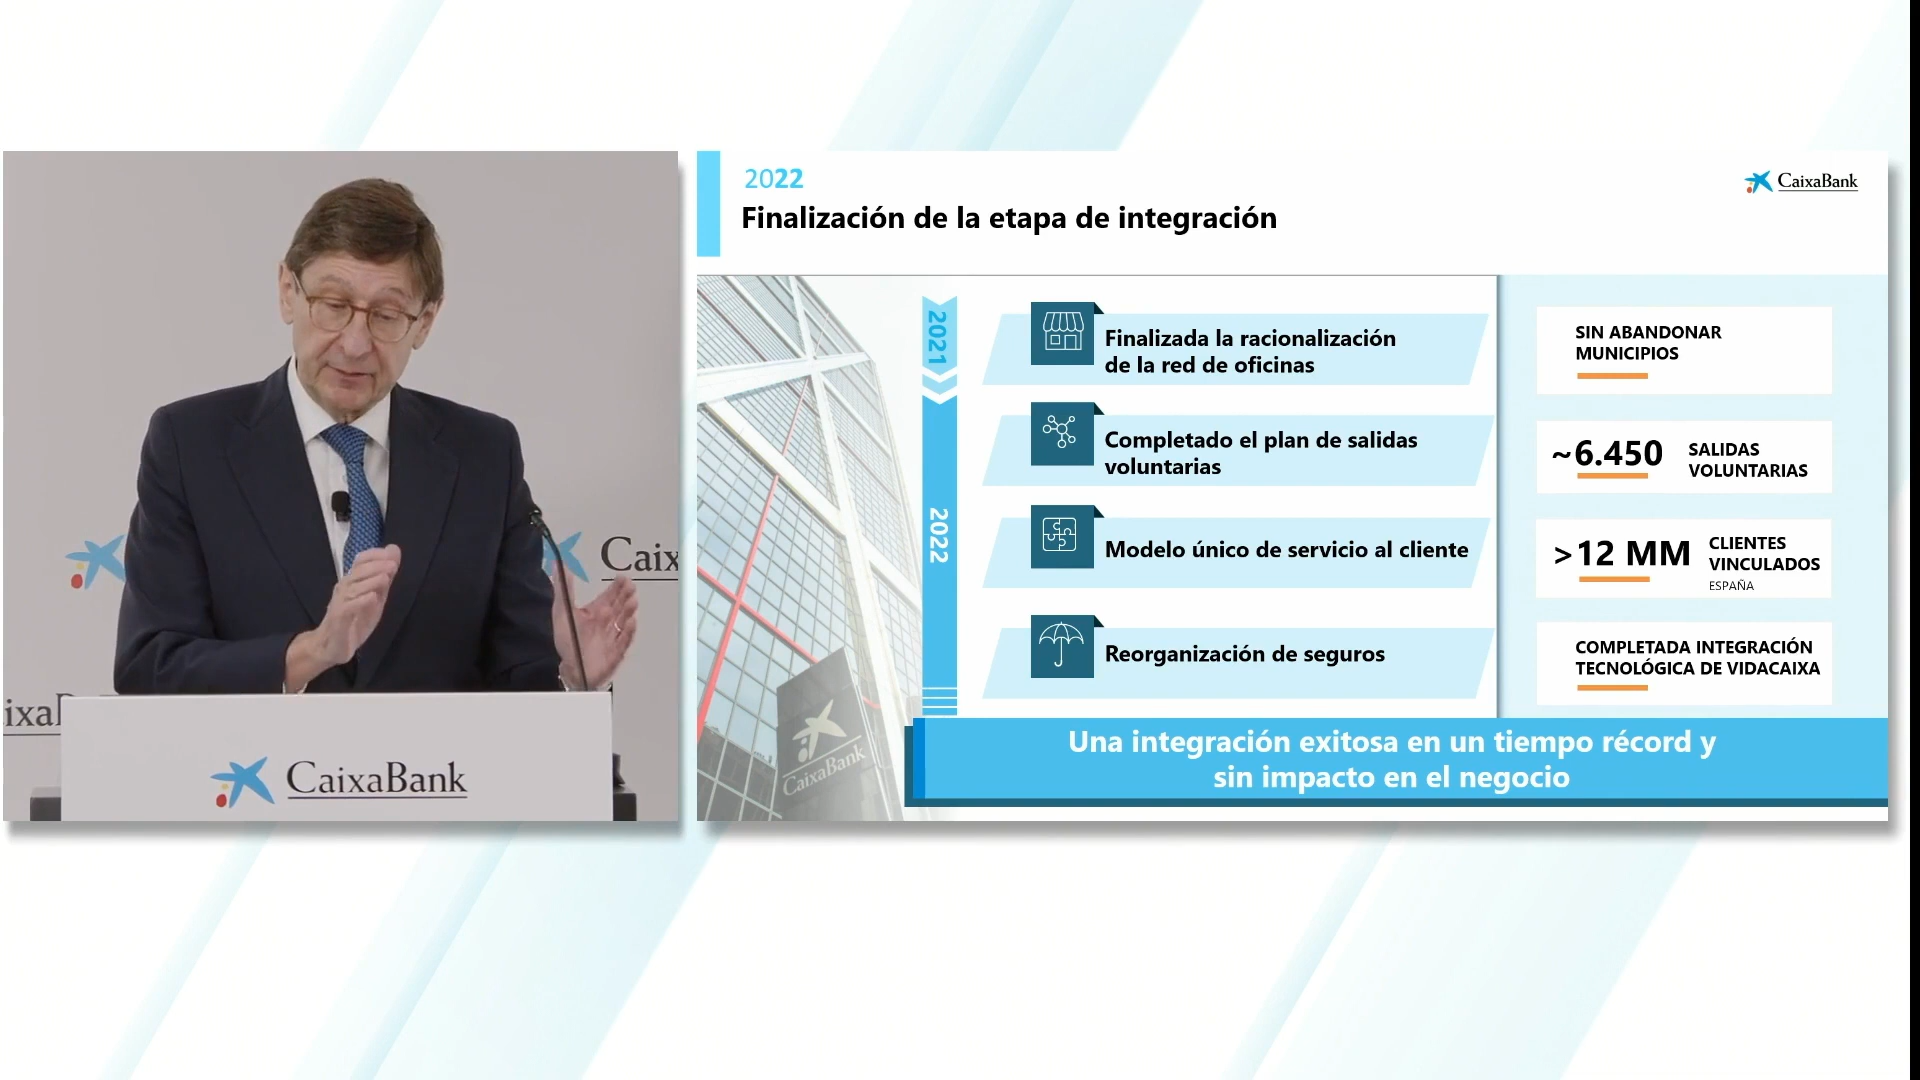 Caix
ixaB
CaixaBank
2022
Finalización de la etapa de integración
CaixaBank
2021
2022
Finalizada la racionalización
de la red de oficinas
SIN ABANDONAR
MUNICIPIOS
Completado el plan de salidas
voluntarias
~6.450 SALIDAS
VOLUNTARIAS
Modelo único de servicio al cliente
>12 MM CLIENTES
VINCULADOS
ESPAÑA
Reorganización de seguros
COMPLETADA INTEGRACIÓN
TECNOLÓGICA DE VIDACAIXA
CaixaBank
Una integración exitosa en un tiempo récord y
sin impacto en el negocio